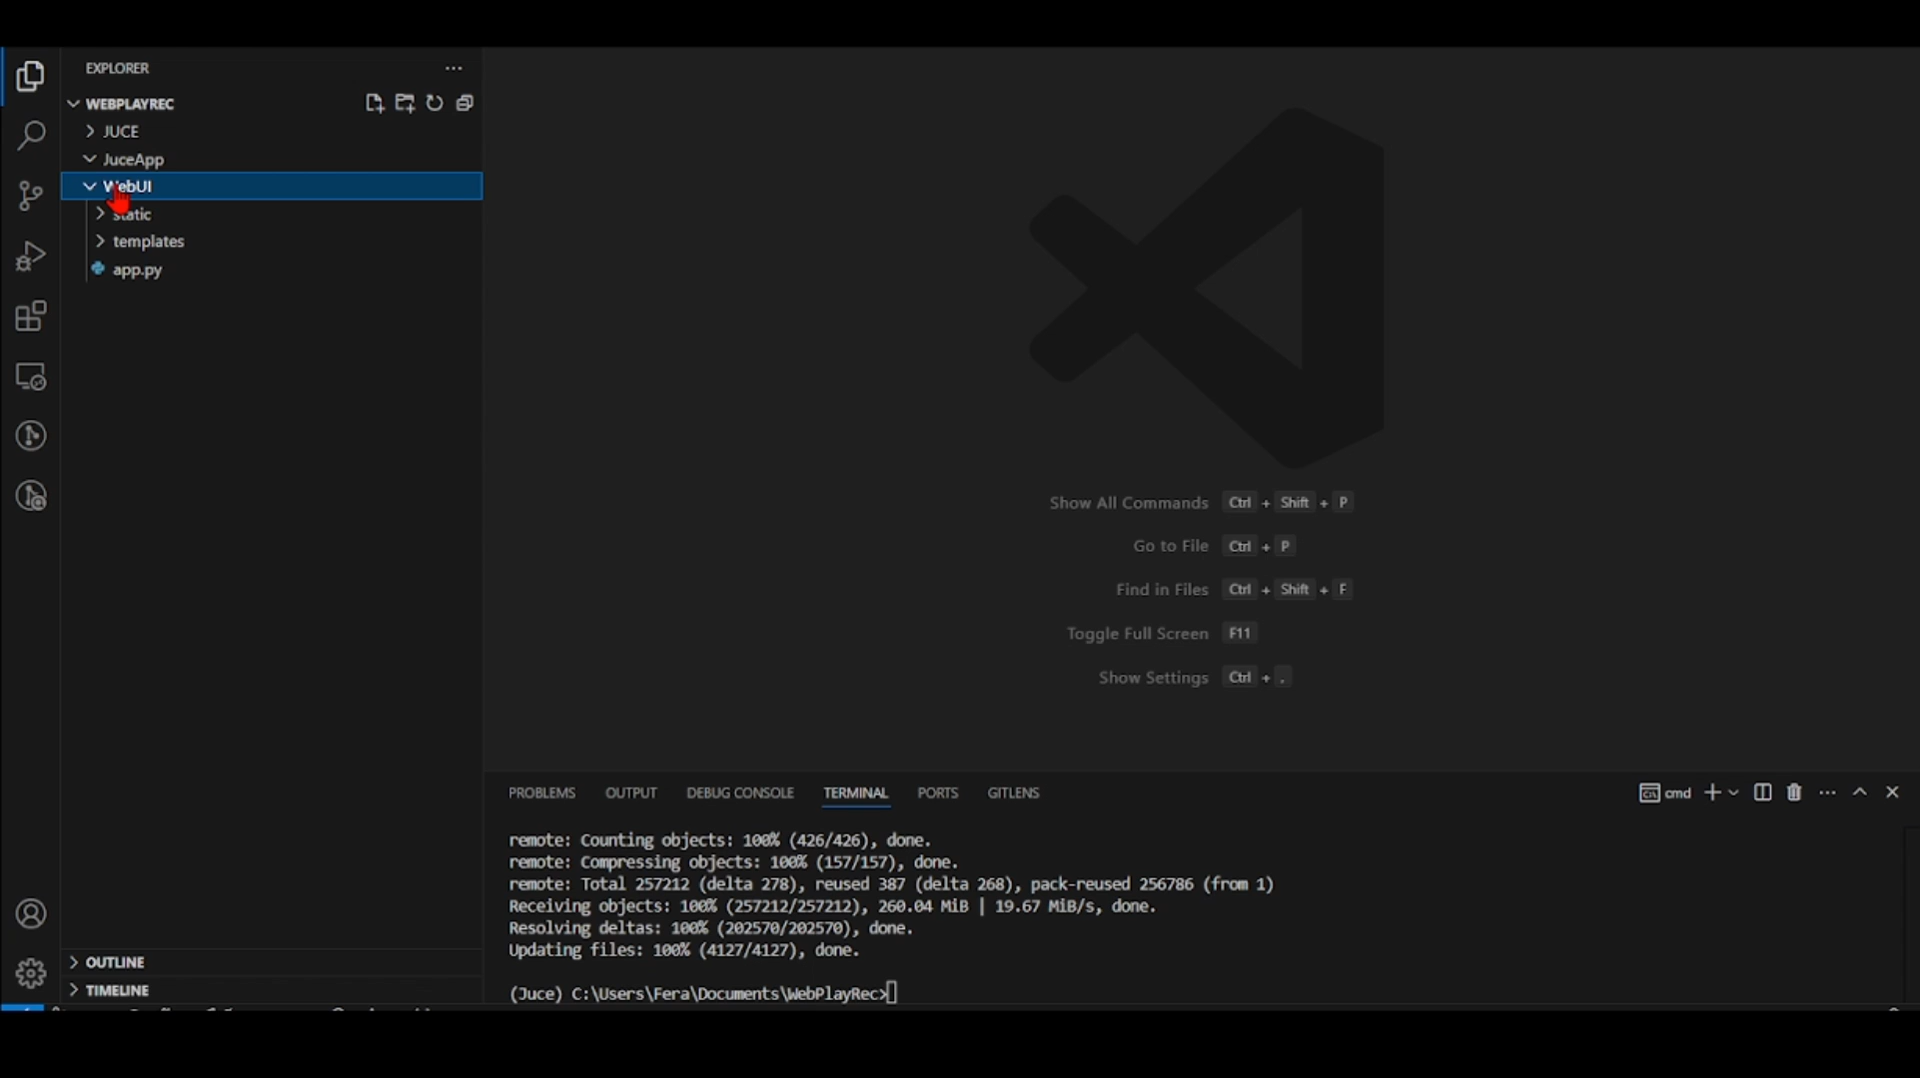 EXPLORER
WEBPLAYREC
JUCE
JuceApp
WebUI
static
templates
app.py
Show All Commands Ctrl + Shift + P
Go to File Ctrl + P
Find in Files Ctrl + Shift + F
Toggle Full Screen F11
Show Settings Ctrl + ,
PROBLEMS OUTPUT DEBUG CONSOLE TERMINAL PORTS GITLENS
cmd
remote: Counting objects: 100% (426/426), done.
remote: Compressing objects: 100% (157/157), done.
remote: Total 257212 (delta 278), reused 387 (delta 268), pack-reused 256786 (from 1)
Receiving objects: 100% (257212/257212), 260.04 MiB | 19.67 MiB/s, done.
Resolving deltas: 100% (202570/202570), done.
Updating files: 100% (4127/4127), done.
(Juce) C:\Users\Fera\Documents\WebPlayRec>
OUTLINE
TIMELINE